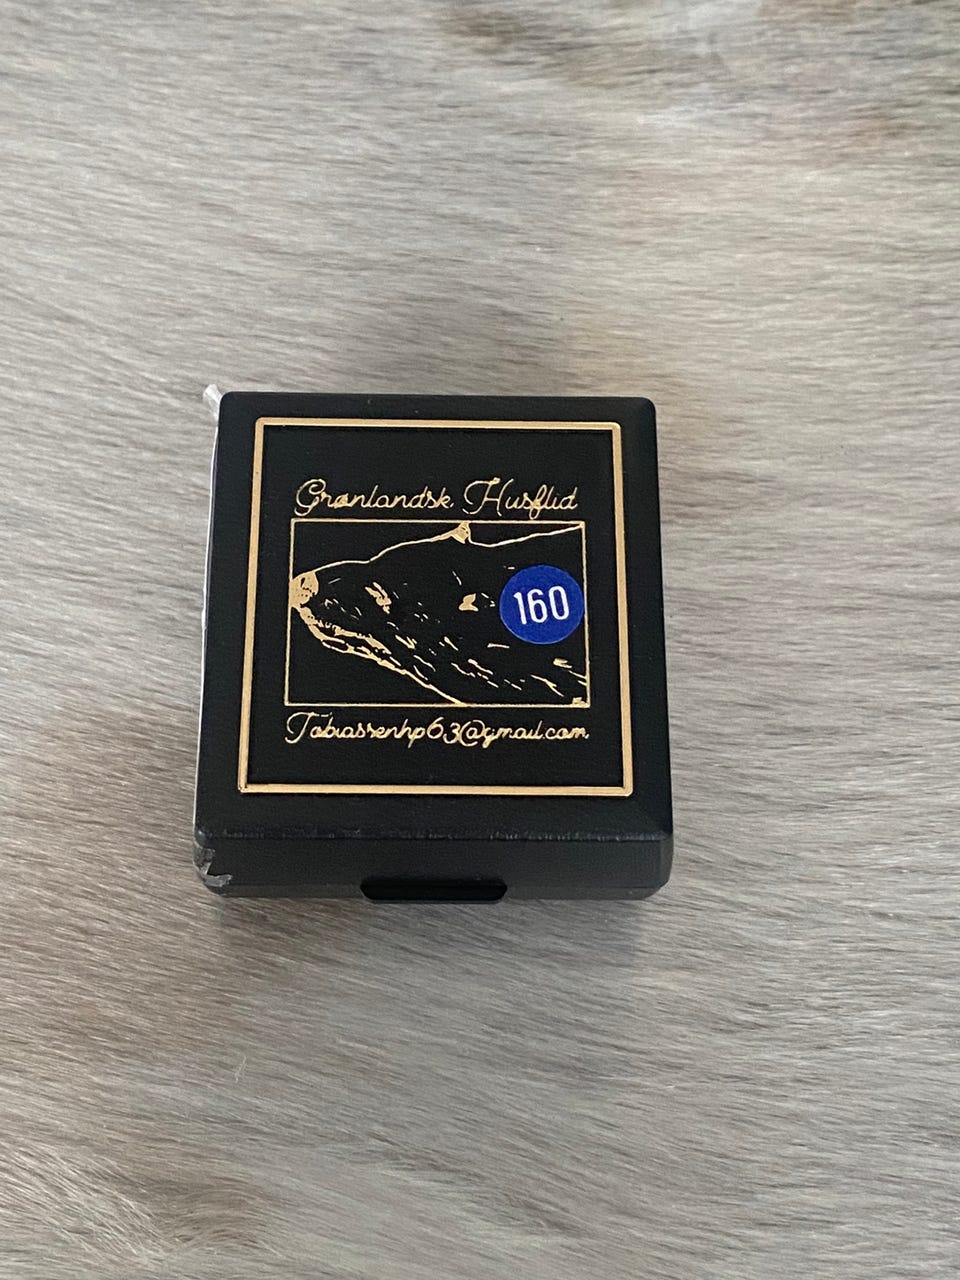 Grønlandsk Husflid
160
Tobiassenhp63@gmail.com